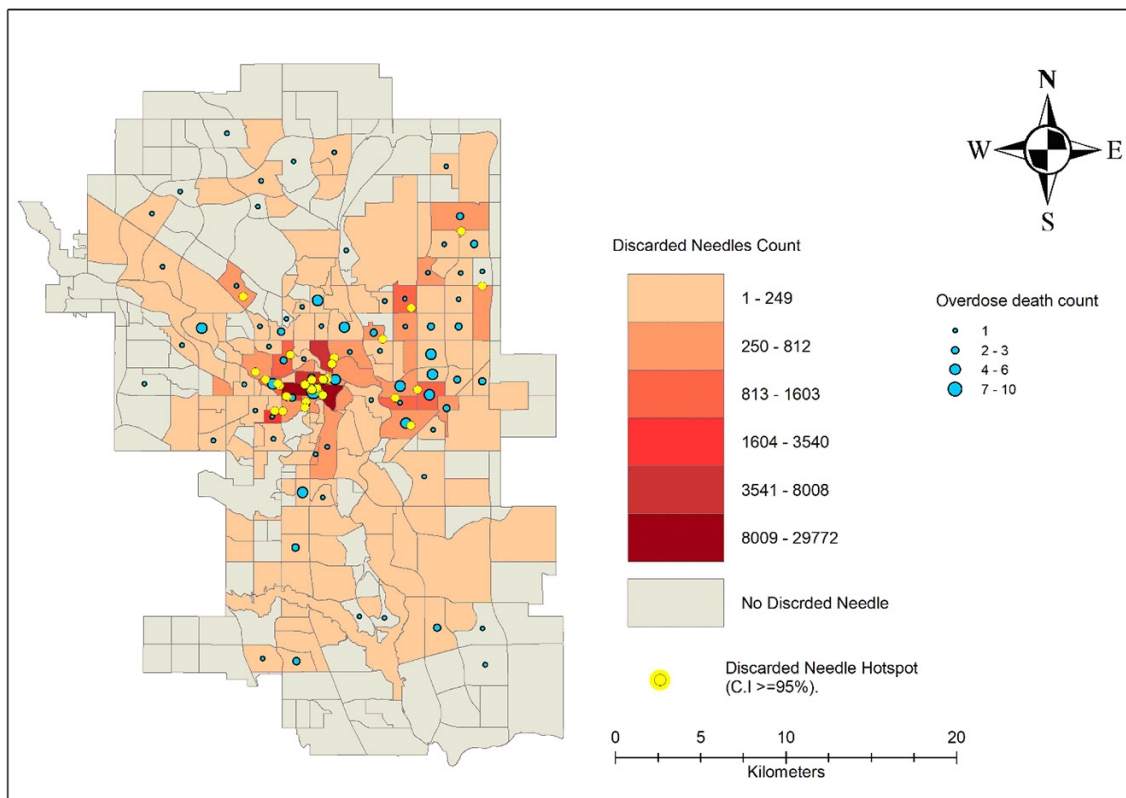 N
W E
S
Discarded Needles Count
1 - 249
250 - 812
813 - 1603
1604 - 3540
3541 - 8008
8009 - 29772
No Discrded Needle
Discarded Needle Hotspot
(C.I >=95%).
Overdose death count
1
2 - 3
4 - 6
7 - 10
0 5 10 20
Kilometers